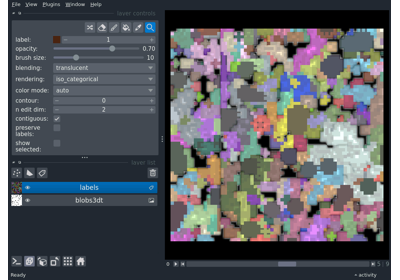 File View Plugins Window Help
layer controls
label: - 1 +
opacity: 0.70
brush size: 10
blending: translucent
rendering: iso_categorical
color mode: auto
contour: - 0 +
n edit dim: - 2 +
contiguous: ✓
preserve
labels:
show
selected:
layer list
labels
blobs3dt
Ready
activity